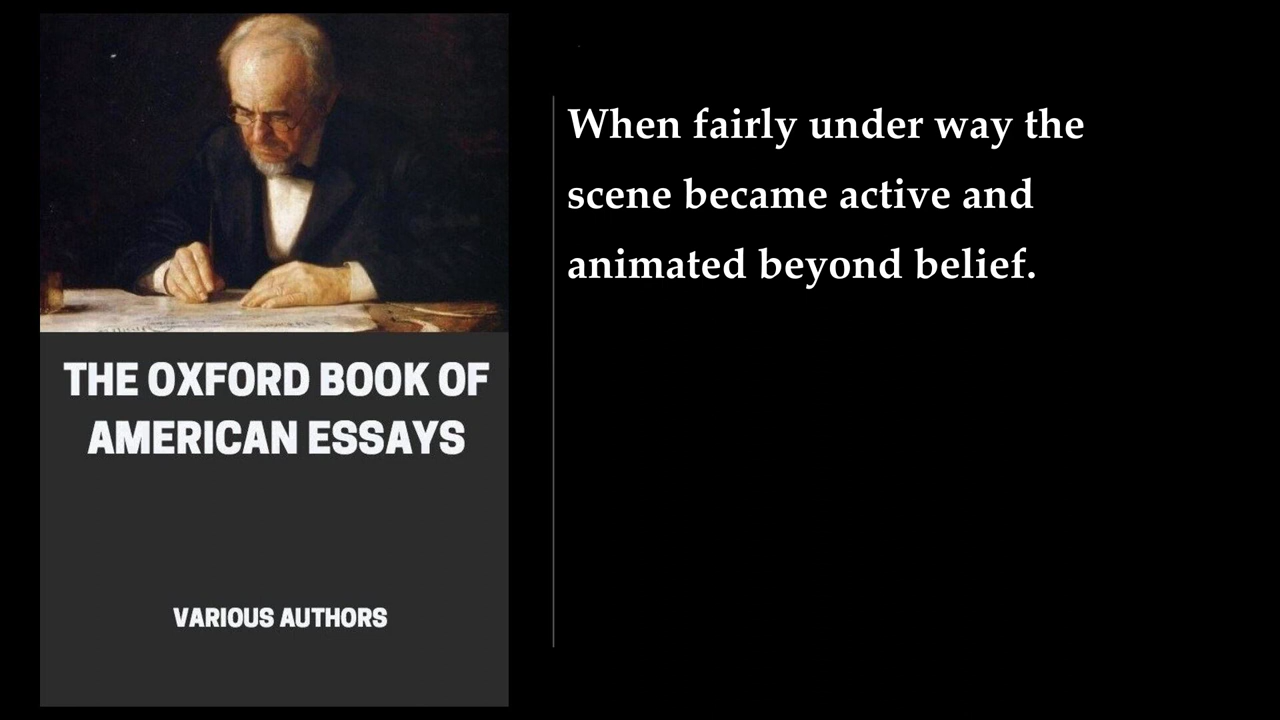 THE OXFORD BOOK OF
AMERICAN ESSAYS
VARIOUS AUTHORS
When fairly under way the
scene became active and
animated beyond belief.